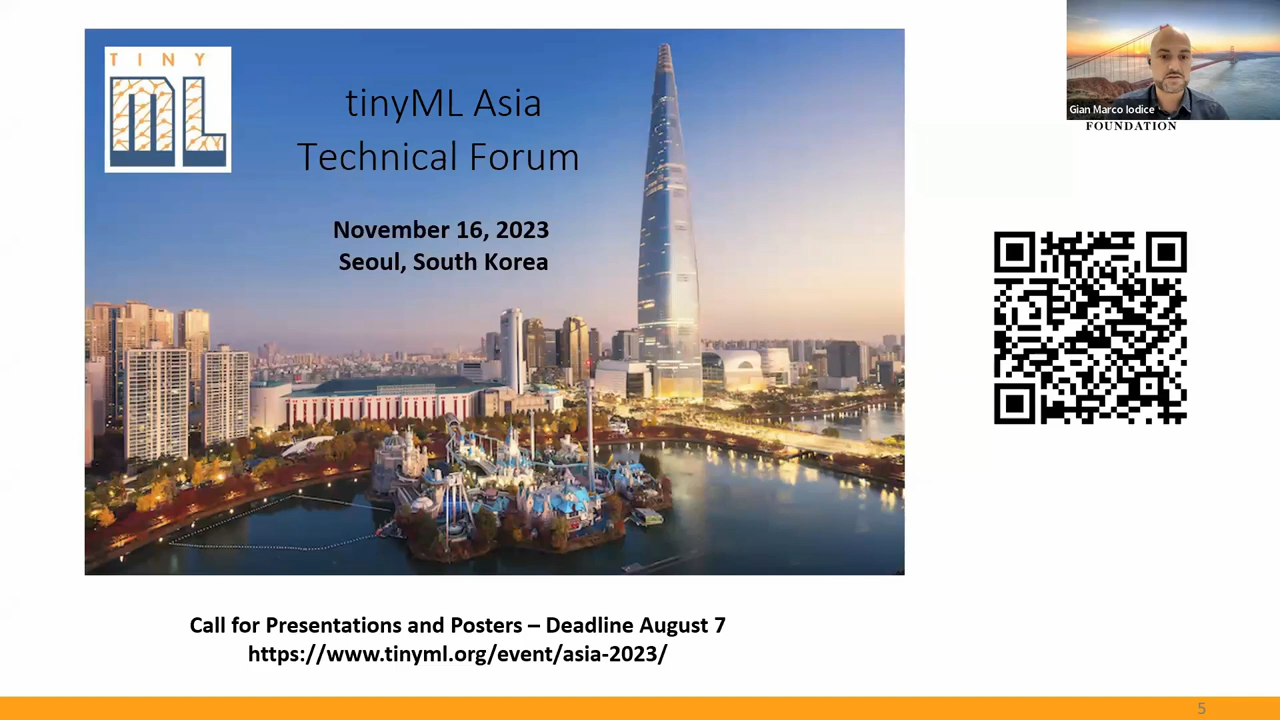 TINY
ML
tinyML Asia
Technical Forum
November 16, 2023
Seoul, South Korea
Gian Marco Iodice
FOUNDATION
Call for Presentations and Posters – Deadline August 7
https://www.tinyml.org/event/asia-2023/
5